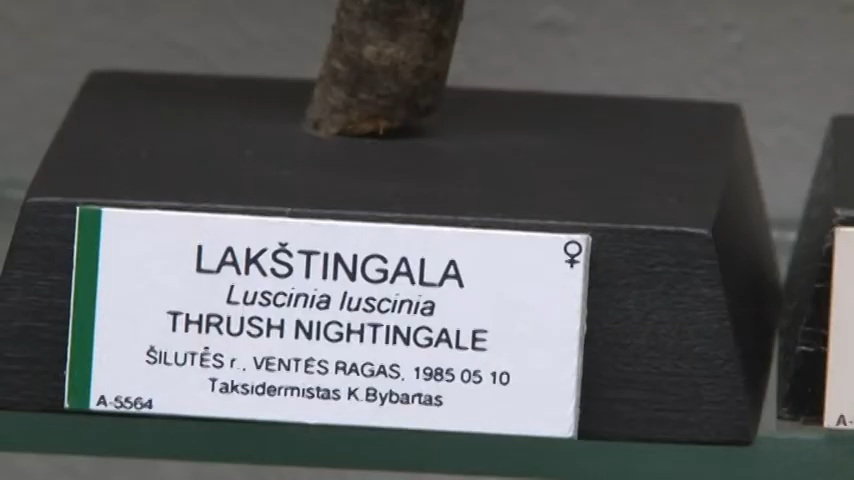 ♀
LAKŠTINGALA
Luscinia luscinia
THRUSH NIGHTINGALE
ŠILUTĖS r., VENTĖS RAGAS, 1985 05 10
Taksidermistas K.Bybartas
A-5564
A-